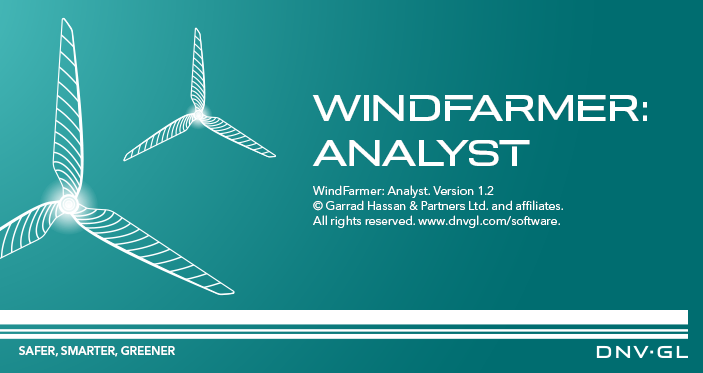 WINDFARMER:
ANALYST
WindFarmer: Analyst. Version 1.2
© Garrad Hassan & Partners Ltd. and affiliates.
All rights reserved. www.dnvgl.com/software.
SAFER, SMARTER, GREENER
DNV·GL